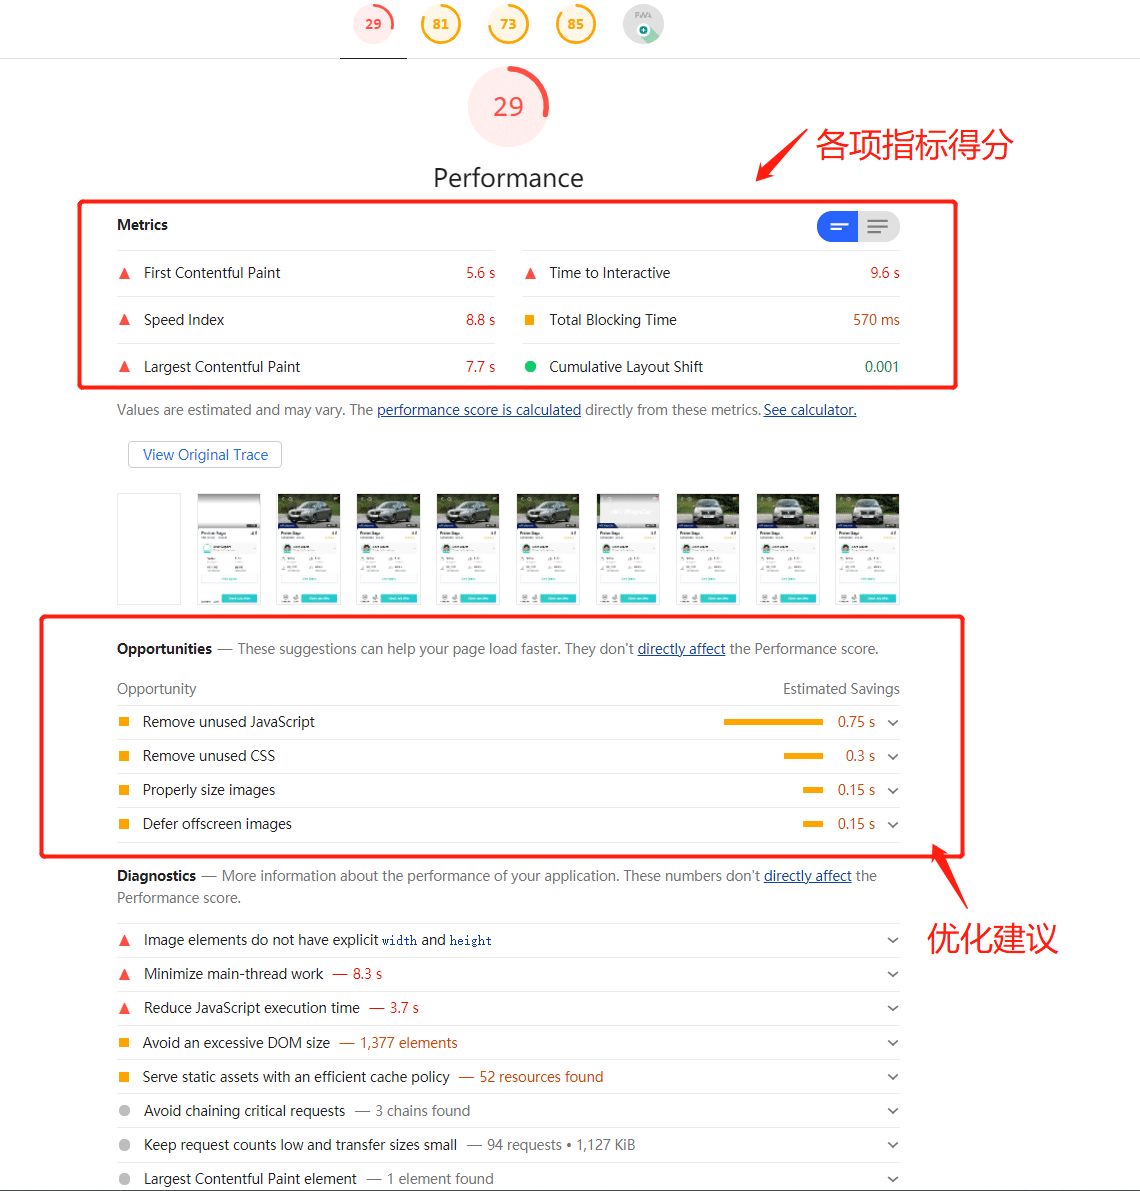 29 81 73 85 PWA
29
各项指标得分
Performance
Metrics
First Contentful Paint 5.6 s Time to Interactive 9.6 s
Speed Index 8.8 s Total Blocking Time 570 ms
Largest Contentful Paint 7.7 s Cumulative Layout Shift 0.001
Values are estimated and may vary. The performance score is calculated directly from these metrics. See calculator.
View Original Trace
Opportunities — These suggestions can help your page load faster. They don't directly affect the Performance score.
Opportunity Estimated Savings
Remove unused JavaScript 0.75 s
Remove unused CSS 0.3 s
Properly size images 0.15 s
Defer offscreen images 0.15 s
Diagnostics — More information about the performance of your application. These numbers don't directly affect the
Performance score.
优化建议
Image elements do not have explicit width and height
Minimize main-thread work — 8.3 s
Reduce JavaScript execution time — 3.7 s
Avoid an excessive DOM size — 1,377 elements
Serve static assets with an efficient cache policy — 52 resources found
Avoid chaining critical requests — 3 chains found
Keep request counts low and transfer sizes small — 94 requests • 1,127 KiB
Largest Contentful Paint element — 1 element found